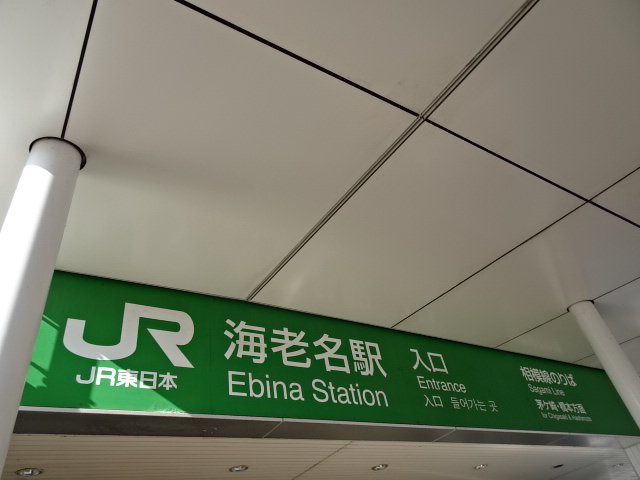 JR
JR東日本
海老名駅
Ebina Station
入口
Entrance
入口 들어가는 곳
相模線のりば
Sagami Line
茅ケ崎・橋本方面
for Chigasaki & Hashimoto